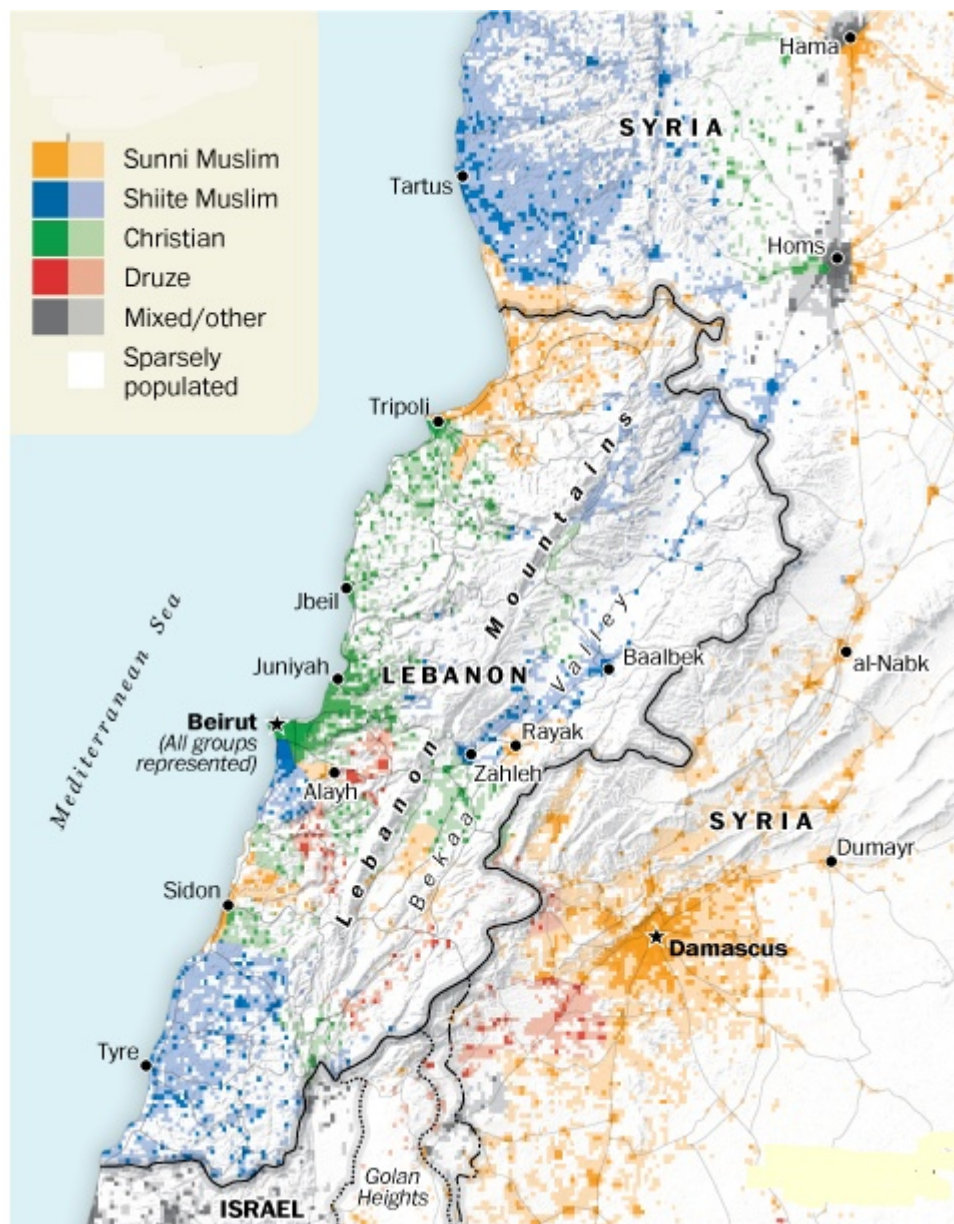 Sunni Muslim
Shiite Muslim
Christian
Druze
Mixed/other
Sparsely
populated
Hama
SYRIA
Tartus
Homs
Tripoli
Lebanon Mountains
Jbeil
Mediterranean Sea
Juniyah
LEBANON
Bekaa Valley
Baalbek
al-Nabk
Beirut
(All groups
represented)
Rayak
Zahleh
Alayh
SYRIA
Dumayr
Sidon
Damascus
Tyre
Golan
Heights
ISRAEL